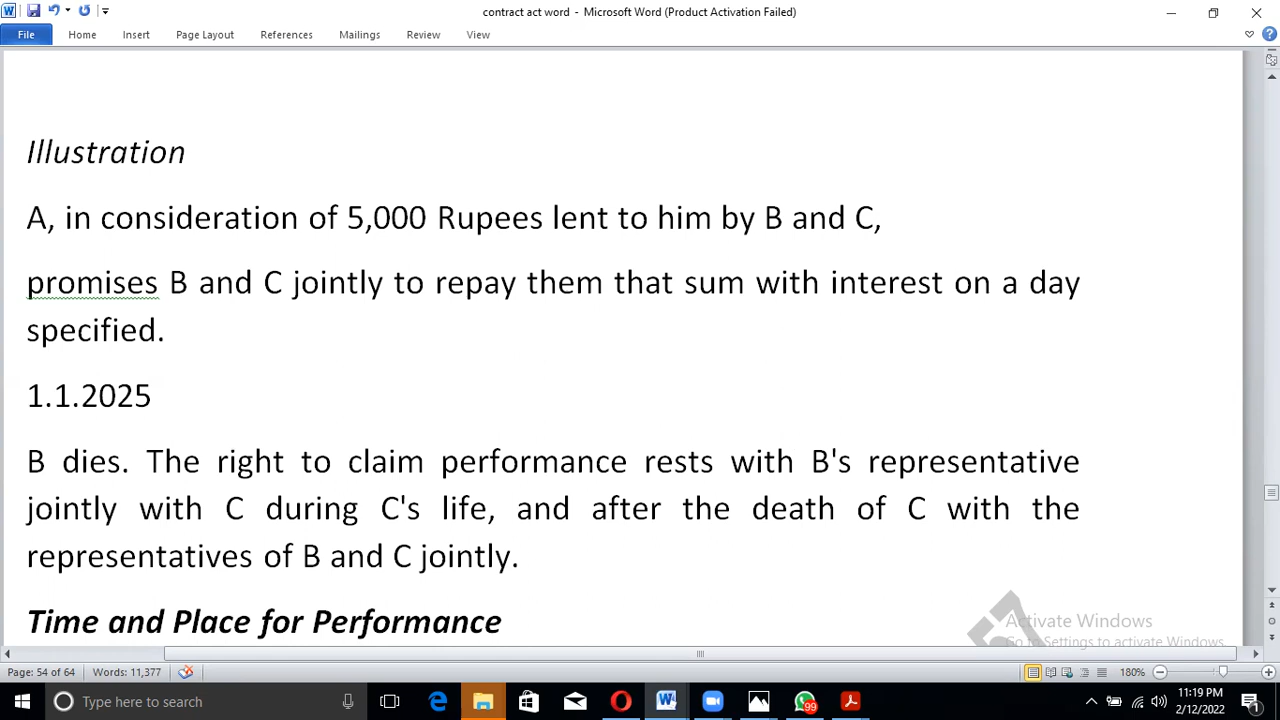 contract act word - Microsoft Word (Product Activation Failed)
File Home Insert Page Layout References Mailings Review View
Illustration
A, in consideration of 5,000 Rupees lent to him by B and C,
promises B and C jointly to repay them that sum with interest on a day
specified.
1.1.2025
B dies. The right to claim performance rests with B's representative
jointly with C during C's life, and after the death of C with the
representatives of B and C jointly.
Time and Place for Performance
Activate Windows
Go to Settings to activate Windows.
Page: 54 of 64 Words: 11,377 180%
Type here to search 99 11:19 PM
2/12/2022 1